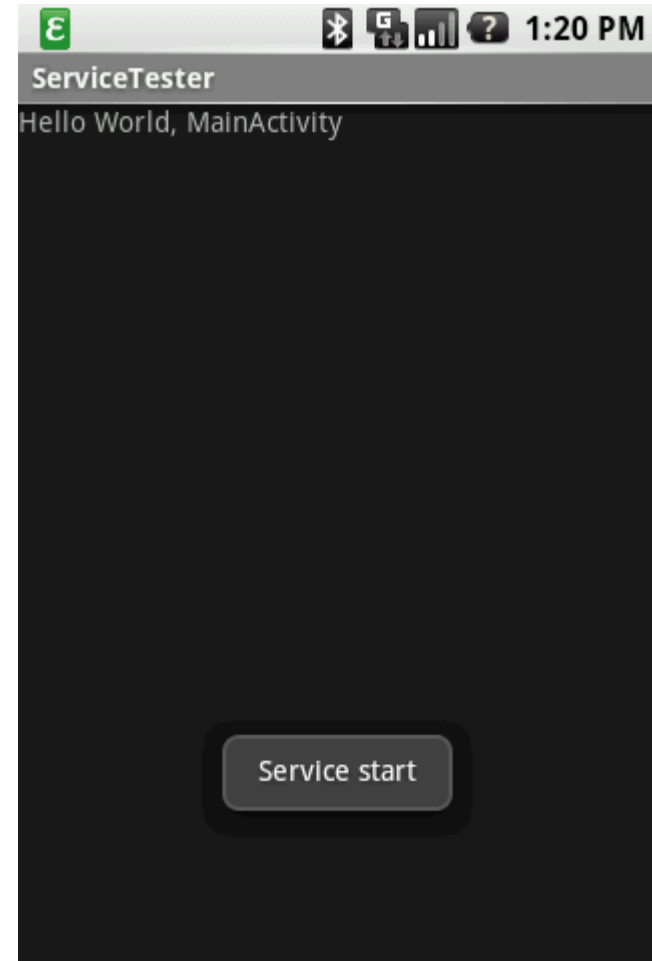 ε G ? 1:20 PM
ServiceTester
Hello World, MainActivity
Service start